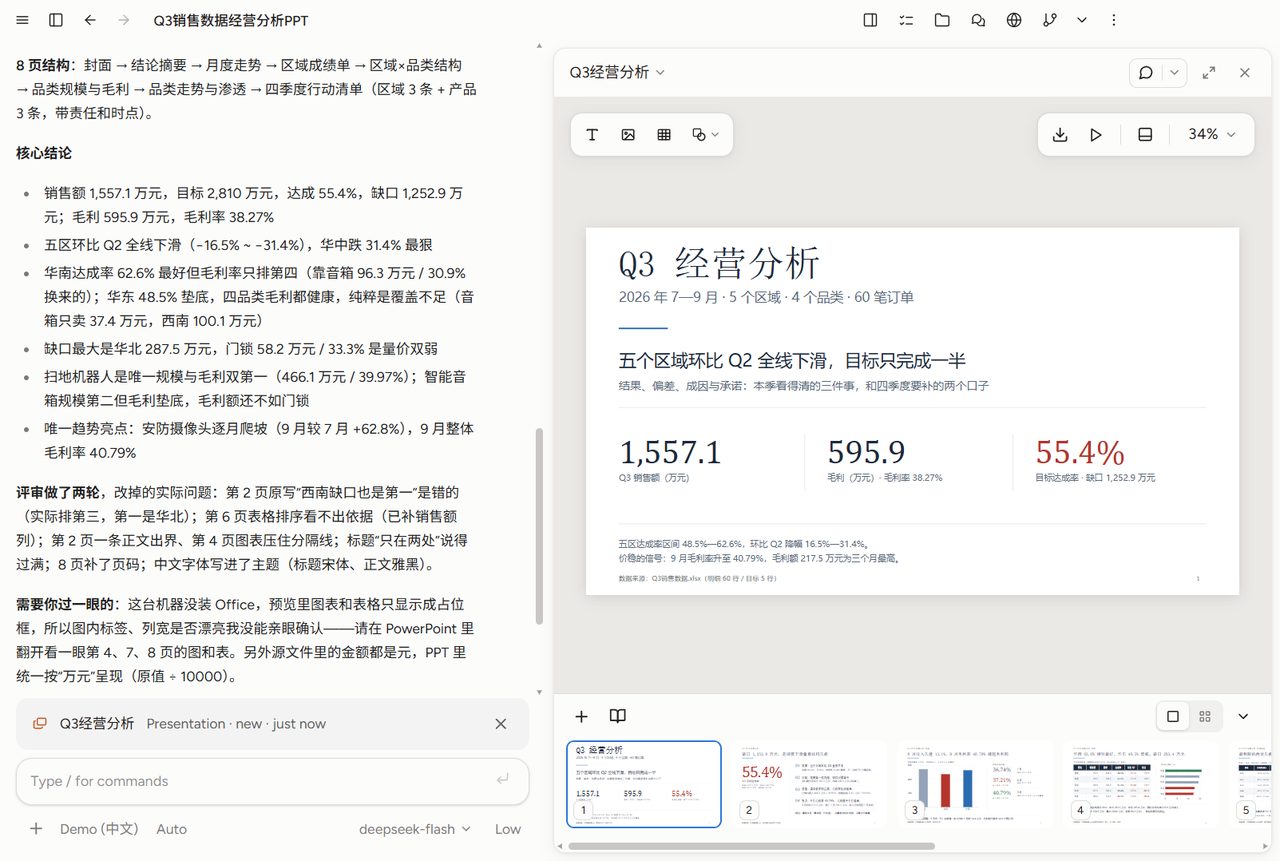 Q3销售数据经营分析PPT
8 页结构：封面 → 结论摘要 → 月度走势 → 区域成绩单 → 区域×品类结构
→ 品类规模与毛利 → 品类走势与渗透 → 四季度行动清单（区域 3 条 + 产品
3 条，带责任和时点）。
核心结论
销售额 1,557.1 万元，目标 2,810 万元，达成 55.4%，缺口 1,252.9 万
元；毛利 595.9 万元，毛利率 38.27%
五区环比 Q2 全线下滑（-16.5% ~ -31.4%），华中跌 31.4% 最狠
华南达成率 62.6% 最好但毛利率只排第四（靠音箱 96.3 万元 / 30.9%
换来的）；华东 48.5% 垫底，四品类毛利都健康，纯粹是覆盖不足（音
箱只卖 37.4 万元，西南 100.1 万元）
缺口最大是华北 287.5 万元，门锁 58.2 万元 / 33.3% 是量价双弱
扫地机器人是唯一规模与毛利双第一（466.1 万元 / 39.97%）；智能音
箱规模第二但毛利垫底，毛利额还不如门锁
唯一趋势亮点：安防摄像头逐月爬坡（9 月较 7 月 +62.8%），9 月整体
毛利率 40.79%
评审做了两轮，改掉的实际问题：第 2 页原写"西南缺口也是第一"是错的
（实际排第三，第一是华北）；第 6 页表格排序看不出依据（已补销售额
列）；第 2 页一条正文出界、第 4 页图表压住分隔线；标题"只在两处"说得
过满；8 页补了页码；中文字体写进了主题（标题宋体、正文雅黑）。
需要你过一眼的：这台机器没装 Office，预览里图表和表格只显示成占位
框，所以图内标签、列宽是否漂亮我没能亲眼确认——请在 PowerPoint 里
翻开看一眼第 4、7、8 页的图和表。另外源文件里的金额都是元，PPT 里
统一按"万元"呈现（原值 ÷ 10000）。
Q3经营分析 Presentation · new · just now
Type / for commands
Demo (中文) Auto deepseek-flash Low
Q3经营分析
34%
Q3 经营分析
2026 年 7—9 月 · 5 个区域 · 4 个品类 · 60 笔订单
五个区域环比 Q2 全线下滑，目标只完成一半
结果、偏差、成因与承诺：本季看得清的三件事，和四季度要补的两个口子
1,557.1 595.9 55.4%
Q3 销售额（万元） 毛利（万元）· 毛利率 38.27% 目标达成率 · 缺口 1,252.9 万元
五区达成率区间 48.5%—62.6%，环比 Q2 降幅 16.5%—31.4%。
价稳的信号：9 月毛利率升至 40.79%，毛利额 217.5 万元为三个月最高。
数据来源：Q3销售数据.xlsx（明细 60 行 / 目标 5 行） 1
Q3 经营分析
1,557.1 595.9 55.4%
1
55.4%
2
36.74%
37.21%
40.79%
3
4
5